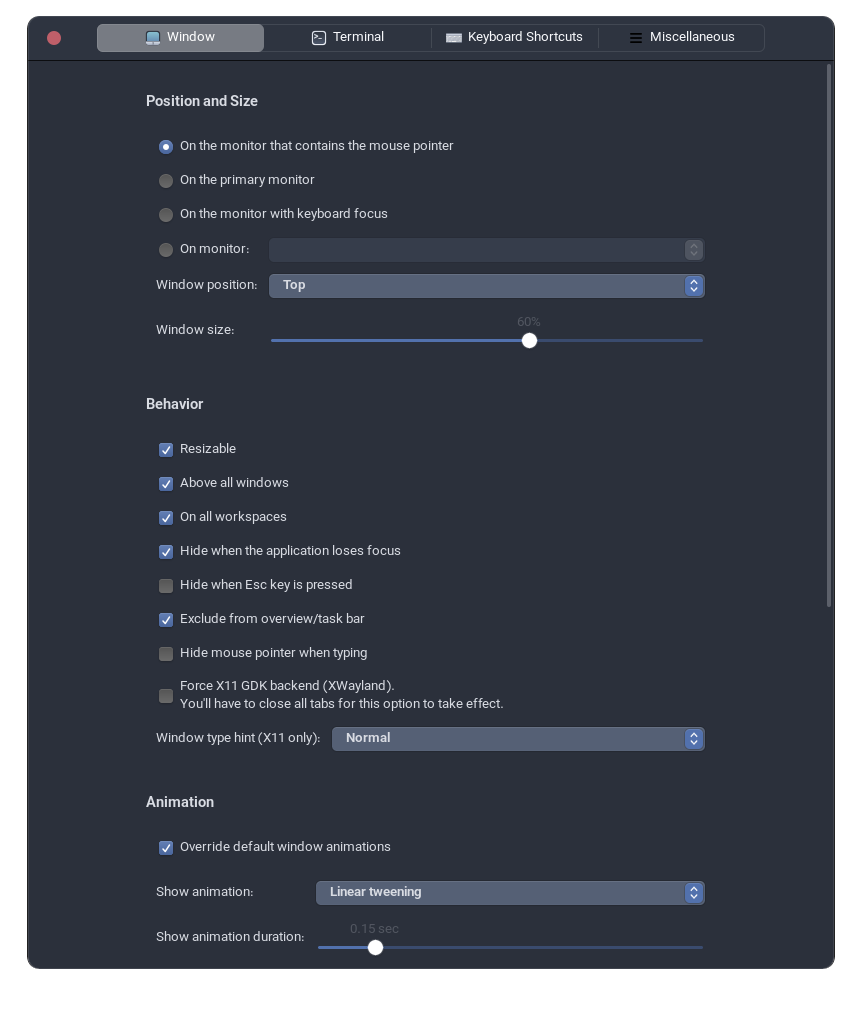 Window
Terminal
Keyboard Shortcuts
Miscellaneous
Position and Size
On the monitor that contains the mouse pointer
On the primary monitor
On the monitor with keyboard focus
On monitor:
Window position:
Top
60%
Window size:
Behavior
Resizable
Above all windows
On all workspaces
Hide when the application loses focus
Hide when Esc key is pressed
Exclude from overview/task bar
Hide mouse pointer when typing
Force X11 GDK backend (XWayland).
You'll have to close all tabs for this option to take effect.
Window type hint (X11 only):
Normal
Animation
Override default window animations
Show animation:
Linear tweening
0.15 sec
Show animation duration: